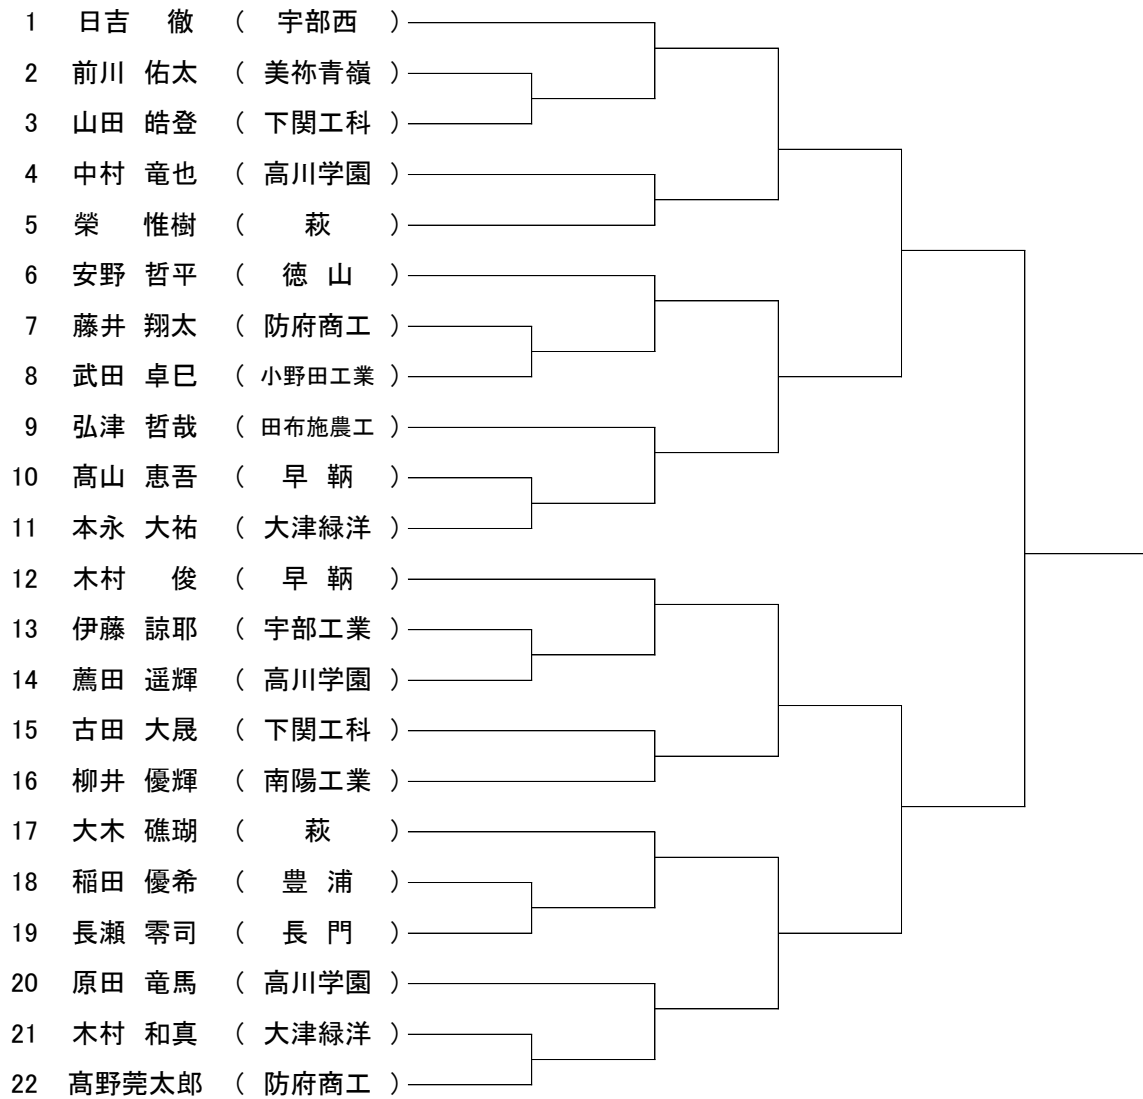 1 日吉 徹 ( 宇部西 )
2 前川 佑太 ( 美祢青嶺 )
3 山田 皓登 ( 下関工科 )
4 中村 竜也 ( 高川学園 )
5 榮 惟樹 ( 萩 )
6 安野 哲平 ( 徳 山 )
7 藤井 翔太 ( 防府商工 )
8 武田 卓巳 ( 小野田工業 )
9 弘津 哲哉 ( 田布施農工 )
10 髙山 恵吾 ( 早 鞆 )
11 本永 大祐 ( 大津緑洋 )
12 木村 俊 ( 早 鞆 )
13 伊藤 諒耶 ( 宇部工業 )
14 薦田 遥輝 ( 高川学園 )
15 古田 大晟 ( 下関工科 )
16 柳井 優輝 ( 南陽工業 )
17 大木 礁瑚 ( 萩 )
18 稲田 優希 ( 豊 浦 )
19 長瀬 零司 ( 長 門 )
20 原田 竜馬 ( 高川学園 )
21 木村 和真 ( 大津緑洋 )
22 髙野莞太郎 ( 防府商工 )